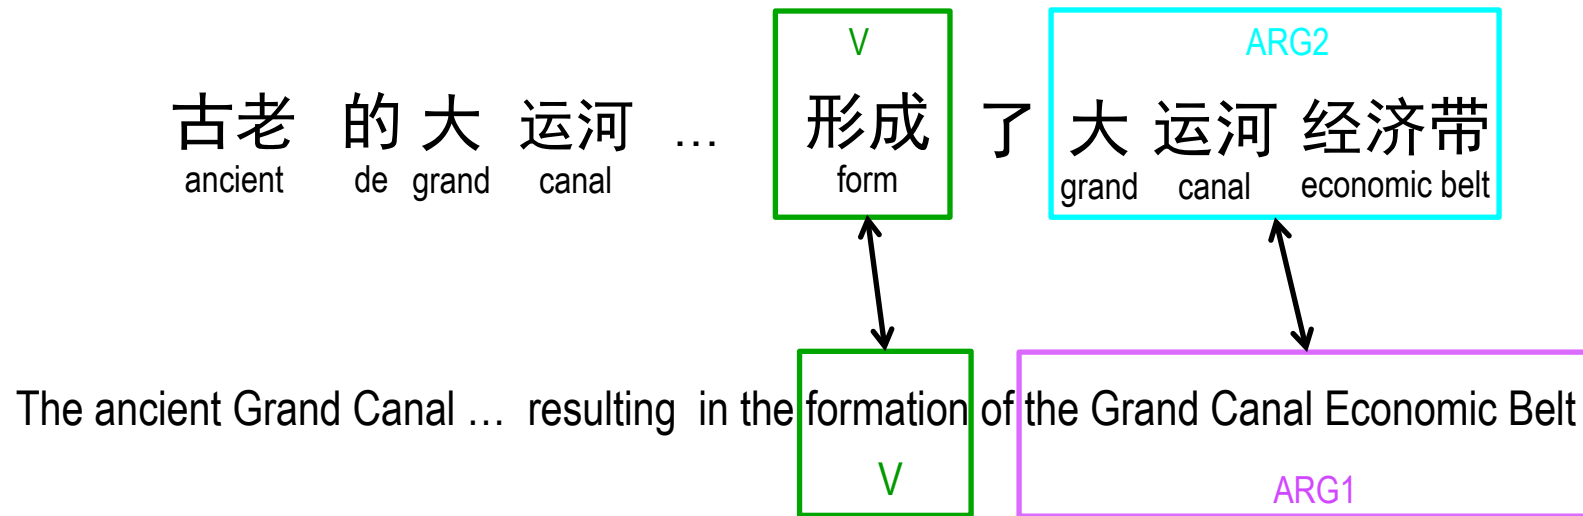 V ARG2
古老 的 大 运河 … 形成 了 大 运河 经济带
ancient de grand canal form grand canal economic belt
The ancient Grand Canal … resulting in the formation of the Grand Canal Economic Belt
V ARG1